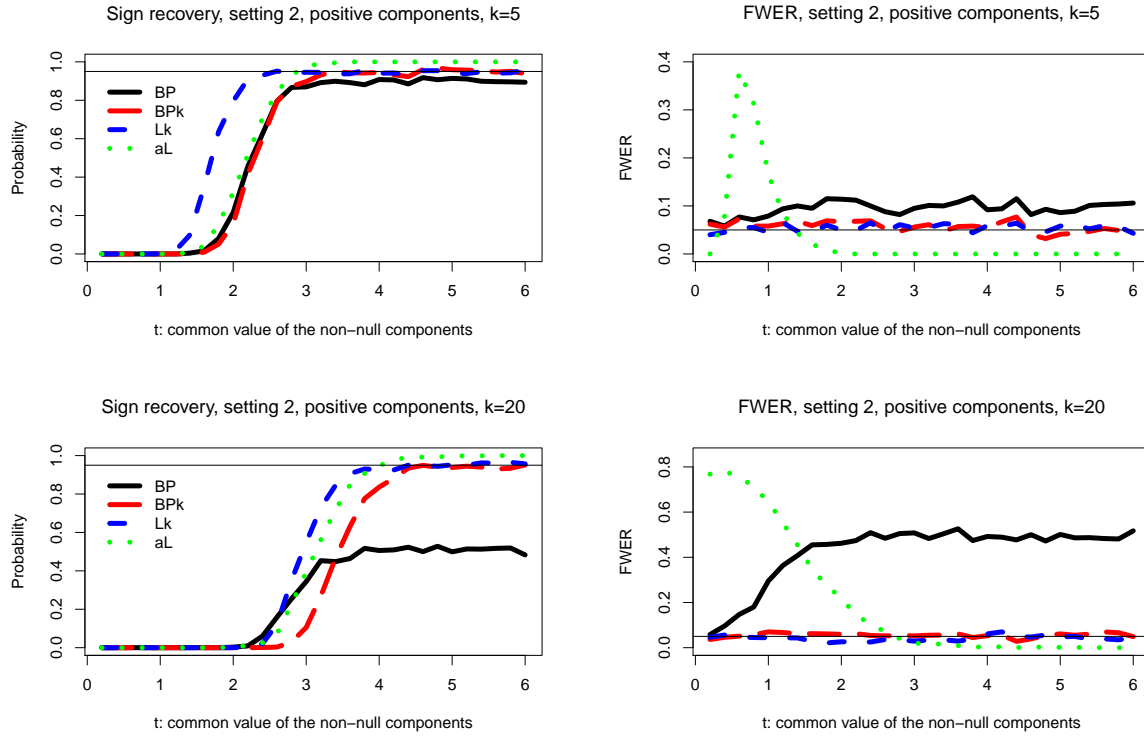 Sign recovery, setting 2, positive components, k=5
Probability
1.0
0.8
0.6
0.4
0.2
0.0
BP
BPk
Lk
aL
0 1 2 3 4 5 6
t: common value of the non−null components
FWER, setting 2, positive components, k=5
FWER
0.4
0.3
0.2
0.1
0.0
0 1 2 3 4 5 6
t: common value of the non−null components
Sign recovery, setting 2, positive components, k=20
Probability
1.0
0.8
0.6
0.4
0.2
0.0
BP
BPk
Lk
aL
0 1 2 3 4 5 6
t: common value of the non−null components
FWER, setting 2, positive components, k=20
FWER
0.8
0.4
0.2
0.0
0 1 2 3 4 5 6
t: common value of the non−null components